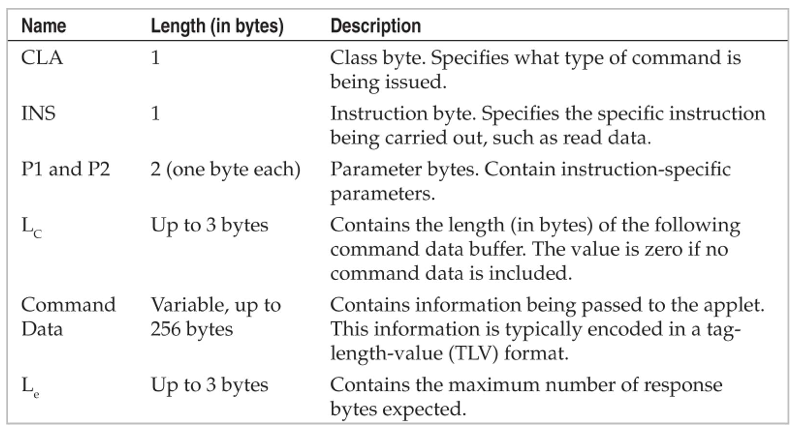 Name Length (in bytes) Description
CLA 1 Class byte. Specifies what type of command is
being issued.
INS 1 Instruction byte. Specifies the specific instruction
being carried out, such as read data.
P1 and P2 2 (one byte each) Parameter bytes. Contain instruction-specific
parameters.
LC Up to 3 bytes Contains the length (in bytes) of the following
command data buffer. The value is zero if no
command data is included.
Command Variable, up to Contains information being passed to the applet.
Data 256 bytes This information is typically encoded in a tag-
length-value (TLV) format.
Le Up to 3 bytes Contains the maximum number of response
bytes expected.